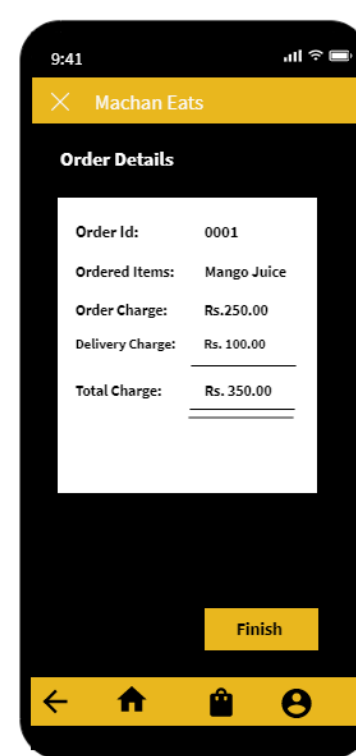 9:41
Machan Eats
Order Details
Order Id: 0001
Ordered Items: Mango Juice
Order Charge: Rs.250.00
Delivery Charge: Rs. 100.00
Total Charge: Rs. 350.00
Finish